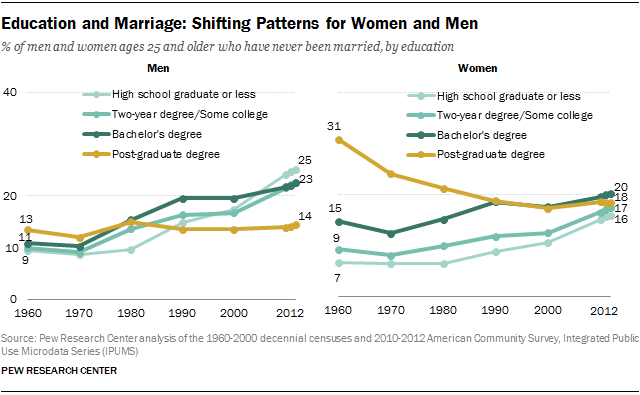 Education and Marriage: Shifting Patterns for Women and Men
% of men and women ages 25 and older who have never been married, by education
Men
40
High school graduate or less
Two-year degree/Some college
Bachelor's degree
Post-graduate degree
25
23
20
14
13
11
10
9
0
1960 1970 1980 1990 2000 2012
Women
High school graduate or less
Two-year degree/Some college
Bachelor's degree
Post-graduate degree
31
20
18
17
16
15
9
7
1960 1970 1980 1990 2000 2012
Source: Pew Research Center analysis of the 1960-2000 decennial censuses and 2010-2012 American Community Survey, Integrated Public
Use Microdata Series (IPUMS)
PEW RESEARCH CENTER